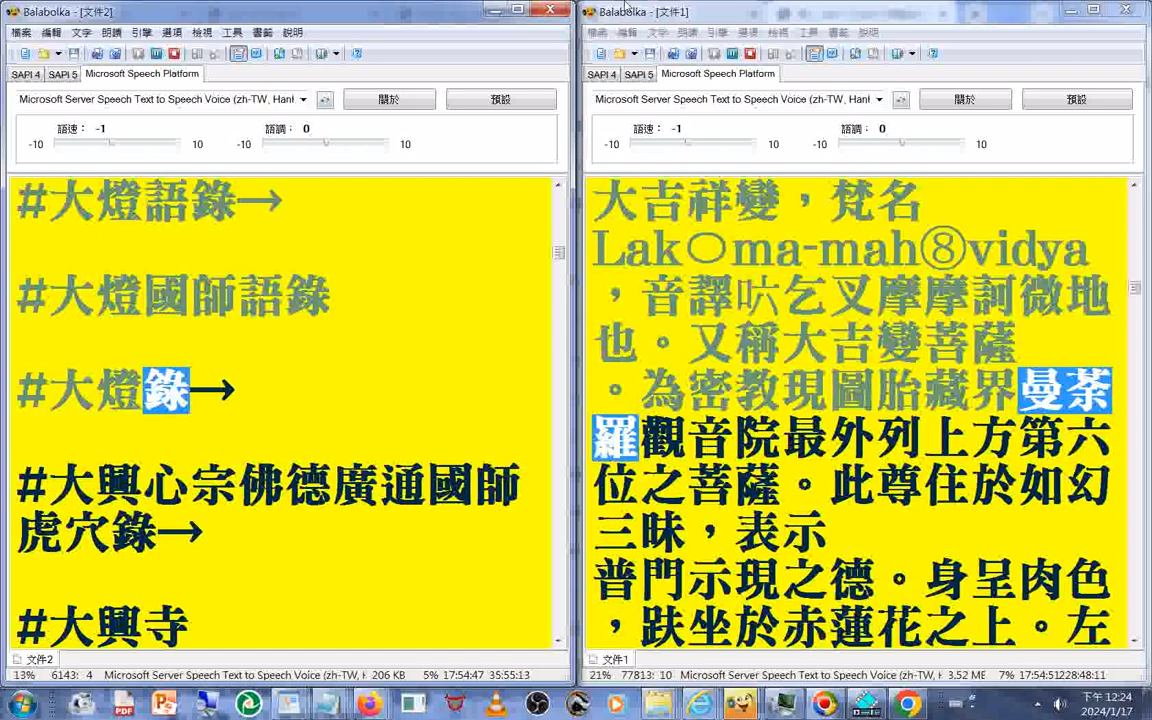 Balabolka - [文件2]
檔案 編輯 文字 朗讀 引擎 選項 檢視 工具 書籤 說明
SAPI 4 SAPI 5 Microsoft Speech Platform
Microsoft Server Speech Text to Speech Voice (zh-TW, Hanl
關於
預設
語速： -1
語調： 0
-10 10 -10 10
#大燈語錄→
#大燈國師語錄
#大燈錄→
#大興心宗佛德廣通國師
虎穴錄→
#大興寺
文件2
13% 6143: 4 Microsoft Server Speech Text to Speech Voice (zh-TW, H 206 KB 5% 17:54:47 35:55:13
Balabolka - [文件1]
檔案 編輯 文字 朗讀 引擎 選項 檢視 工具 書籤 說明
SAPI 4 SAPI 5 Microsoft Speech Platform
Microsoft Server Speech Text to Speech Voice (zh-TW, Hanl
關於
預設
語速： -1
語調： 0
-10 10 -10 10
大吉祥變，梵名
Lak〇ma-mah⑧vidya
，音譯吶乞叉摩摩訶微地
也。又稱大吉變菩薩
。為密教現圖胎藏界曼荼
羅觀音院最外列上方第六
位之菩薩。此尊住於如幻
三昧，表示
普門示現之德。身呈肉色
，趺坐於赤蓮花之上。左
文件1
21% 77813: 10 Microsoft Server Speech Text to Speech Voice (zh-TW, H 3.52 ME 7% 17:54:51 228:48:11
下午 12:24
2024/1/17